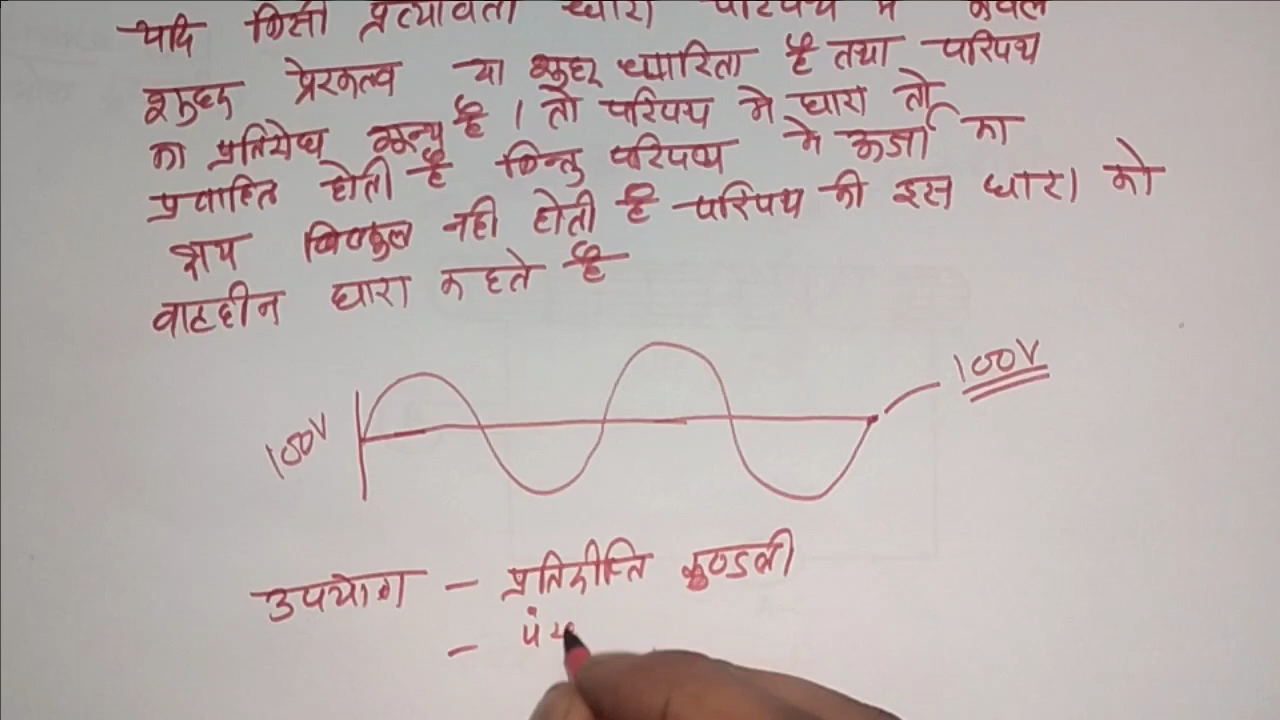 यदि किसी प्रत्यावर्ती धारा परिपथ मे केवल
शुद्ध प्रेरकत्व या शुद्ध धारिता है तथा परिपथ
का प्रतिरोध शून्य है । तो परिपथ मे धारा तो
प्रवाहित होती है किन्तु परिपथ मे ऊर्जा का
क्षय बिल्कुल नही होती है परिपथ की इस धारा को
वाटहीन धारा कहते है
100V
100V
उपयोग - प्रतिदीप्ति कुण्डली
-